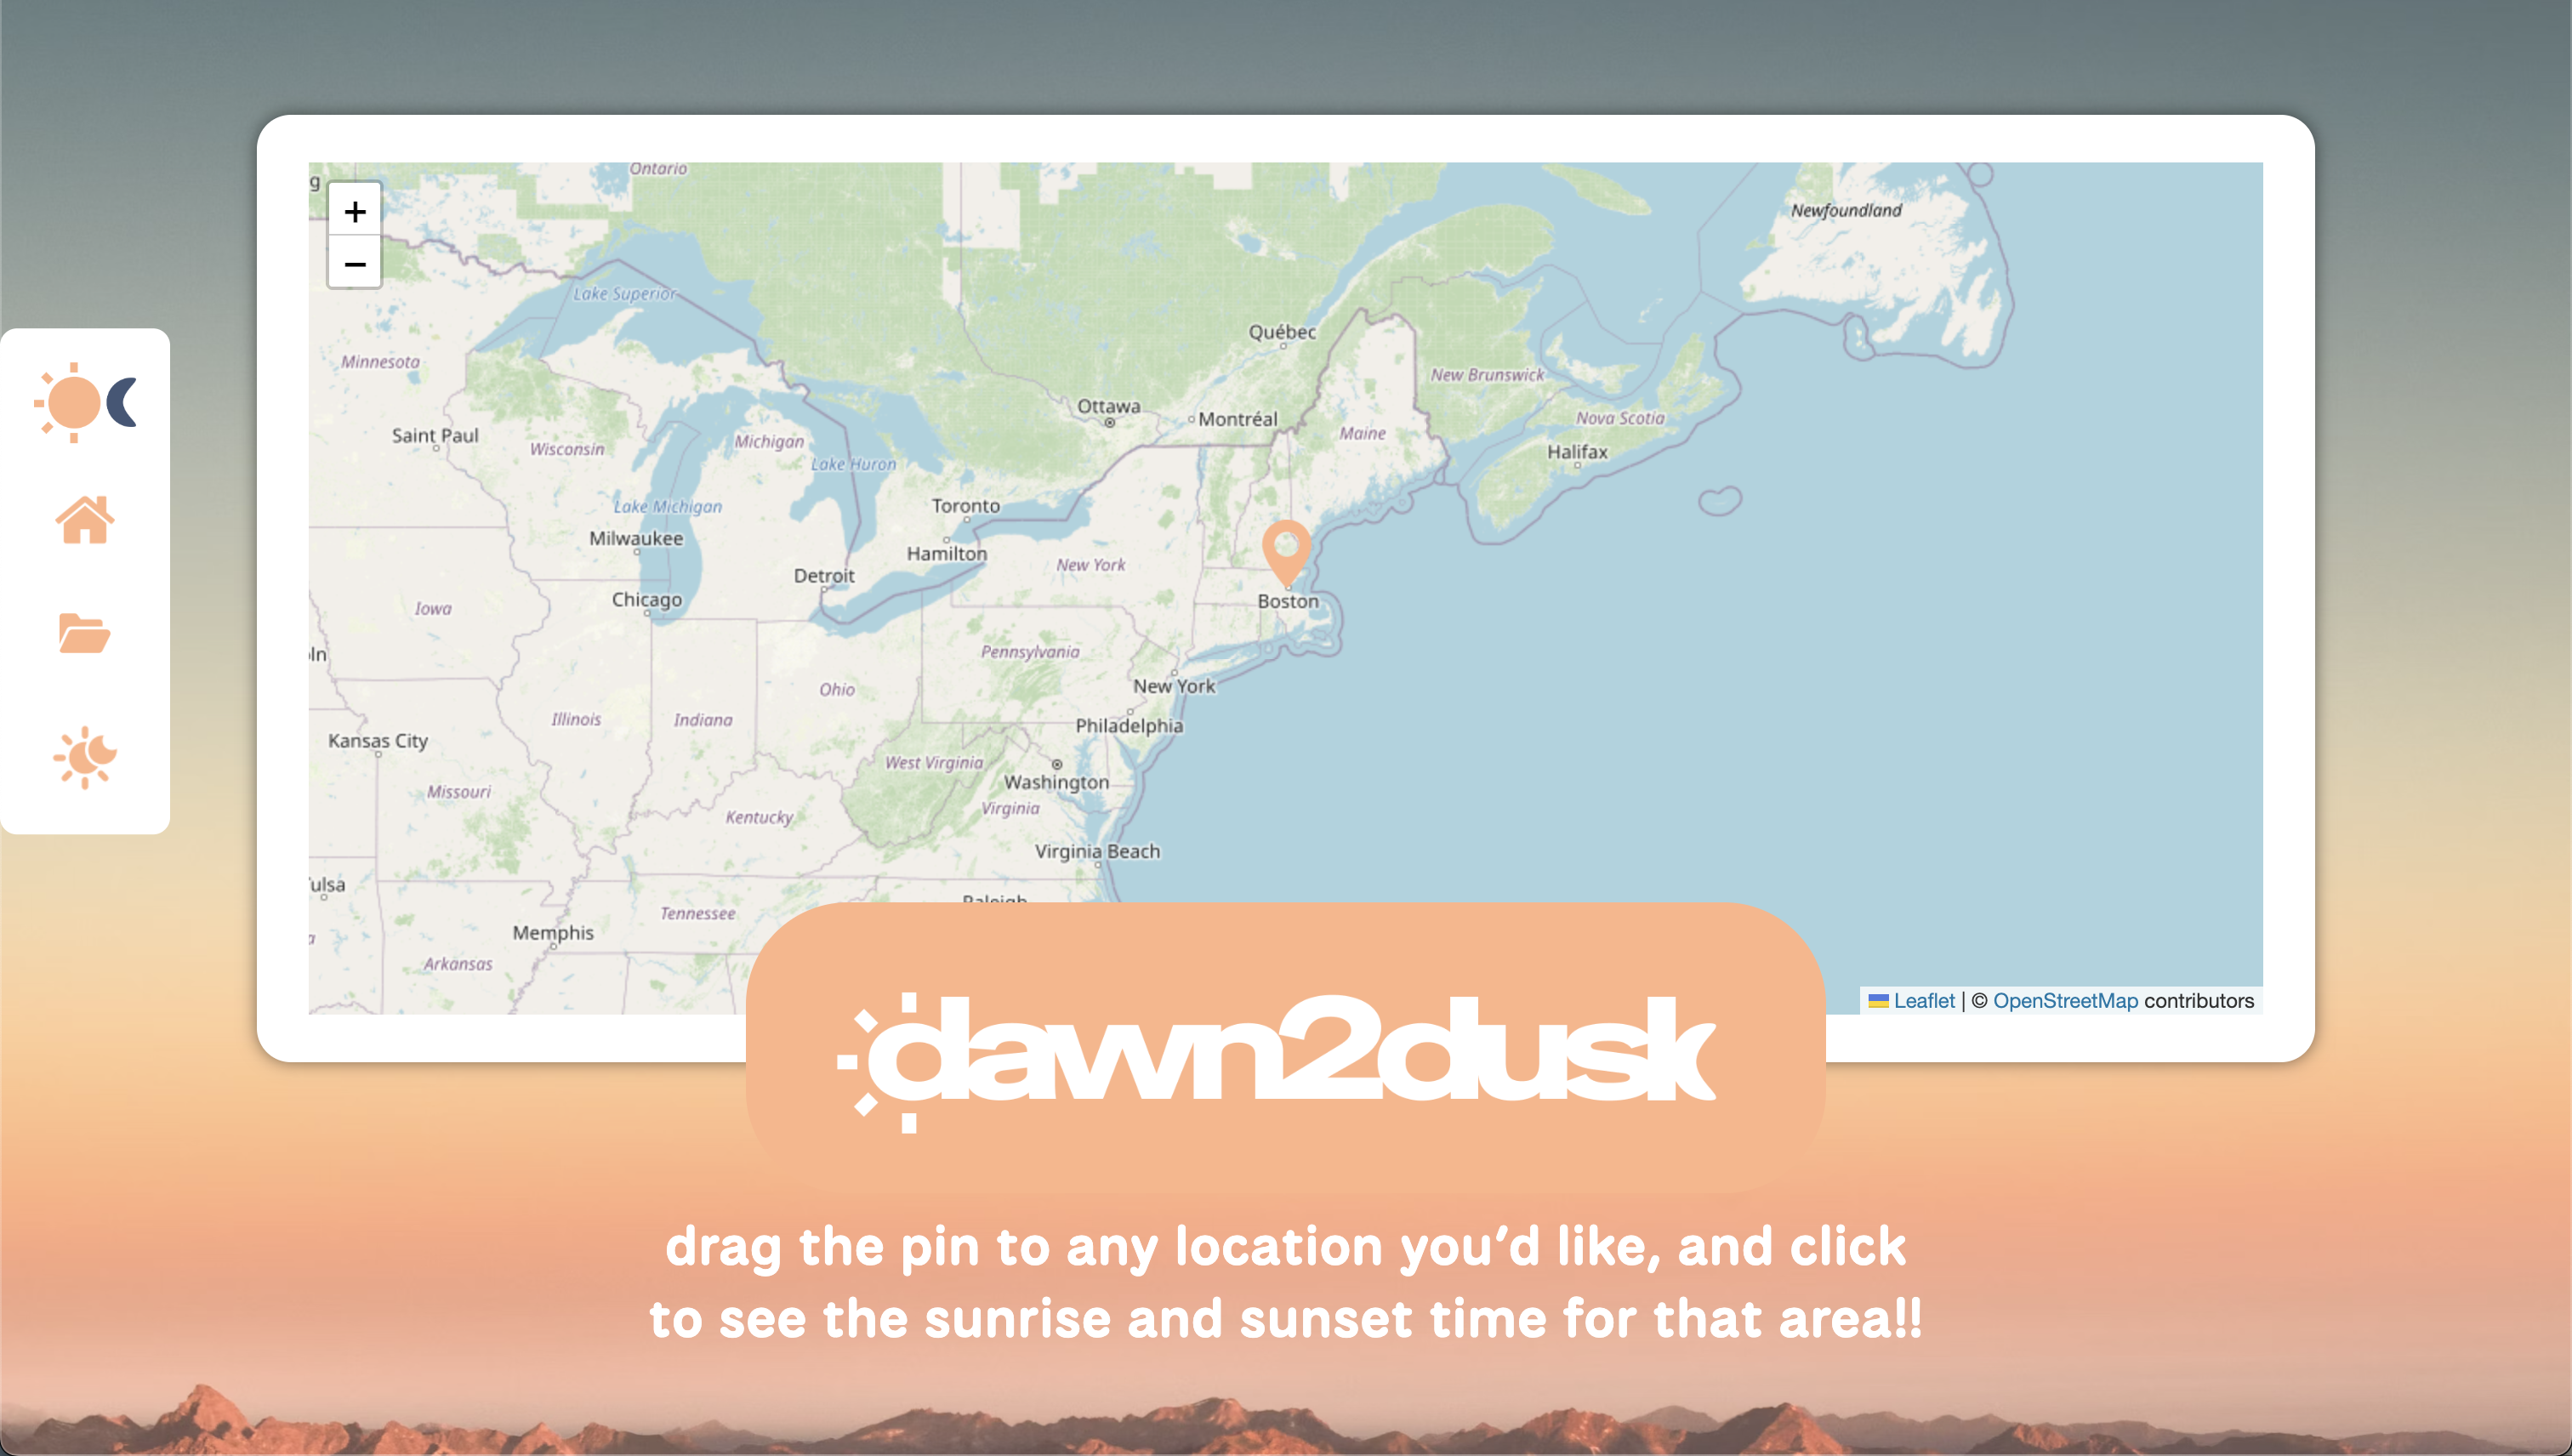 Ontario
g
+
Newfoundland
−
Lake Superior
Québec
Minnesota
New Brunswick
Ottawa
Montréal
Nova Scotia
Saint Paul
Michigan
Maine
Wisconsin
Halifax
Lake Huron
Lake Michigan
Toronto
Milwaukee
Hamilton
New York
Detroit
Chicago
Boston
Iowa
Pennsylvania
ln
New York
Ohio
Illinois
Indiana
Philadelphia
Kansas City
West Virginia
Washington
Missouri
Virginia
Kentucky
Virginia Beach
ulsa
Raleigh
Tennessee
Memphis
a
Arkansas
Leaflet | © OpenStreetMap contributors
dawn2dusk
drag the pin to any location you’d like, and click
to see the sunrise and sunset time for that area!!